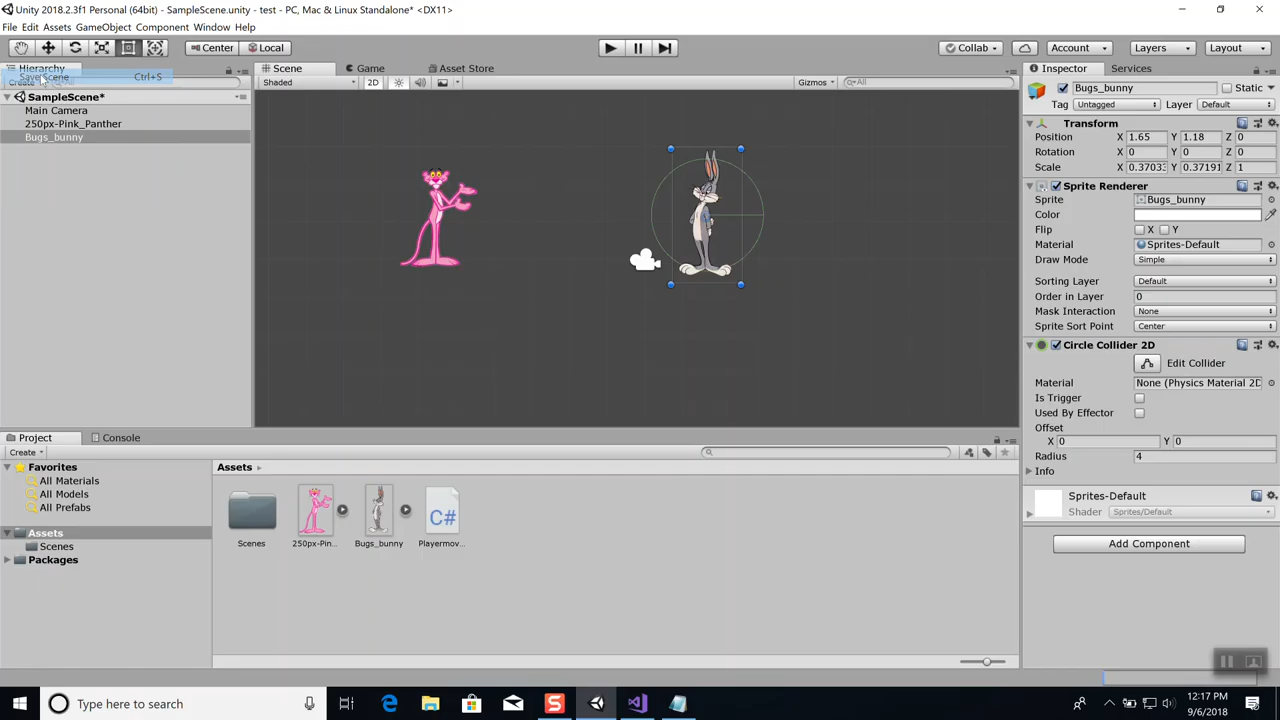 Unity 2018.2.3f1 Personal (64bit) - SampleScene.unity - test - PC, Mac & Linux Standalone* <DX11>
File Edit Assets GameObject Component Window Help
Center Local Collab Account Layers Layout
Hierarchy Scene Game Asset Store Inspector Services
Save Scene Ctrl+S
Create Shaded 2D Gizmos All
Bugs_bunny Static
Tag Untagged Layer Default
SampleScene*
Main Camera
250px-Pink_Panther
Bugs_bunny
Transform
Position X 1.65 Y 1.18 Z 0
Rotation X 0 Y 0 Z 0
Scale X 0.3703 Y 0.37191 Z 1
Sprite Renderer
Sprite Bugs_bunny
Color
Flip X Y
Material Sprites-Default
Draw Mode Simple
Sorting Layer Default
Order in Layer 0
Mask Interaction None
Sprite Sort Point Center
Circle Collider 2D
Edit Collider
Material None (Physics Material 2D
Is Trigger
Used By Effector
Offset
X 0 Y 0
Radius 4
Info
Sprites-Default
Shader Sprites/Default
Add Component
Project Console
Create
Favorites
All Materials
All Models
All Prefabs
Assets
Scenes
Packages
Assets
C#
Scenes 250px-Pin... Bugs_bunny Playermov...
Type here to search
12:17 PM
9/6/2018